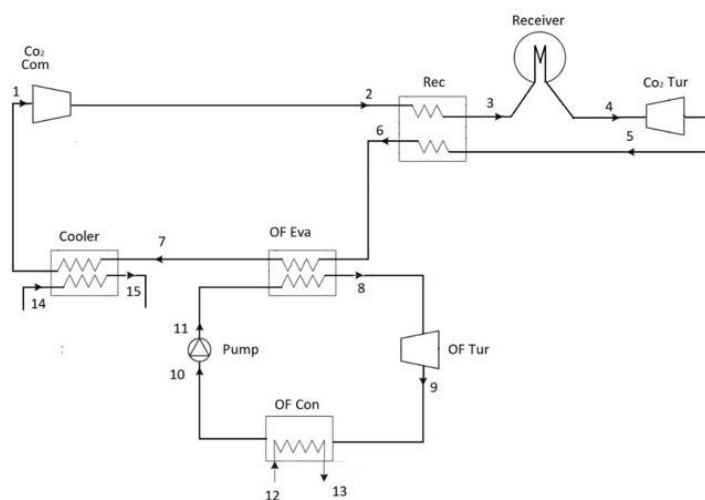 Receiver
Co₂
Com
Rec
Co₂ Tur
1
2
3
4
5
6
Cooler
7
OF Eva
8
14
15
11
10
Pump
OF Tur
9
OF Con
12
13